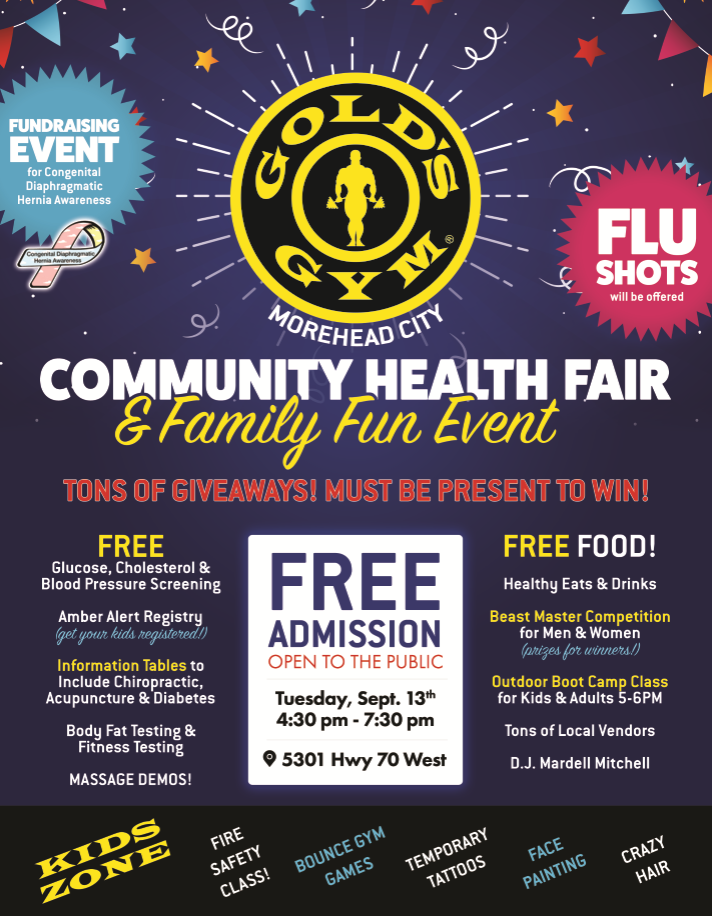 FUNDRAISING
EVENT
for Congenital
Diaphragmatic
Hernia Awareness
Congenital Diaphragmatic
Hernia Awareness
GOLD'S
GYM®
MOREHEAD CITY
FLU
SHOTS
will be offered
COMMUNITY HEALTH FAIR
& Family Fun Event
TONS OF GIVEAWAYS! MUST BE PRESENT TO WIN!
FREE
Glucose, Cholesterol &
Blood Pressure Screening
Amber Alert Registry
(get your kids registered!)
Information Tables to
Include Chiropractic,
Acupuncture & Diabetes
Body Fat Testing &
Fitness Testing
MASSAGE DEMOS!
FREE
ADMISSION
OPEN TO THE PUBLIC
Tuesday, Sept. 13th
4:30 pm - 7:30 pm
5301 Hwy 70 West
FREE FOOD!
Healthy Eats & Drinks
Beast Master Competition
for Men & Women
(prizes for winners!)
Outdoor Boot Camp Class
for Kids & Adults 5-6PM
Tons of Local Vendors
D.J. Mardell Mitchell
KIDS
ZONE
FIRE
SAFETY
CLASS!
BOUNCE GYM
GAMES
TEMPORARY
TATTOOS
FACE
PAINTING
CRAZY
HAIR